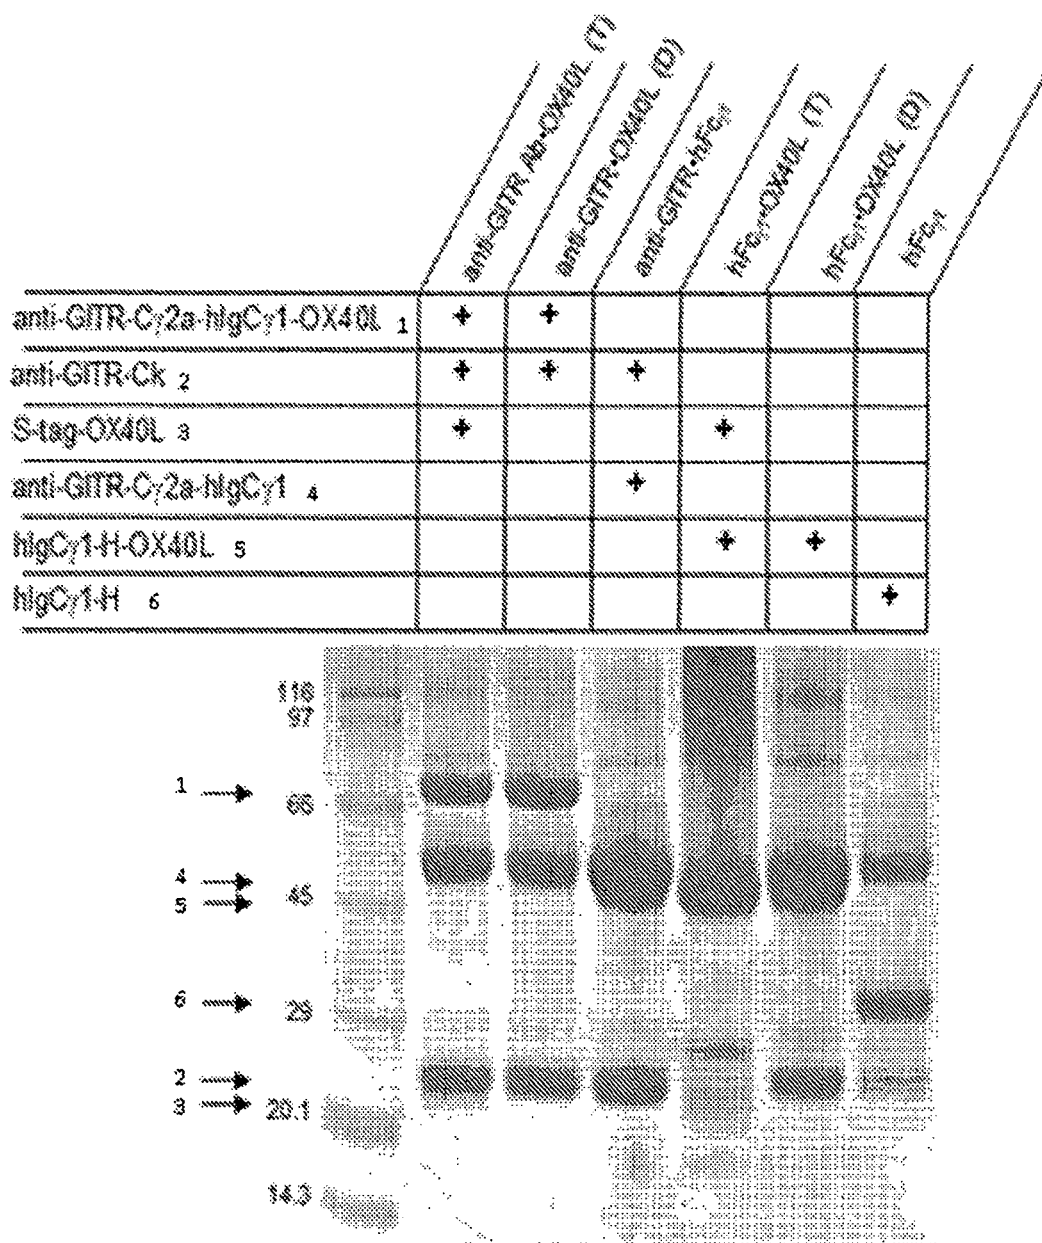 anti-GITR Ab•OX40L (T)
anti-GITR•OX40L (D)
anti-GITR•hFcγ1
hFcγ1•OX40L (T)
hFcγ1•OX40L (D)
hFcγ1
anti-GITR-Cγ2a-hIgCγ1-OX40L 1 + +
anti-GITR-Ck 2 + + +
S-tag-OX40L 3 + +
anti-GITR-Cγ2a-hIgCγ1 4 +
hIgCγ1-H-OX40L 5 + +
hIgCγ1-H 6 +
116
97
1
66
4
5
45
6
29
2
3
20.1
14.3